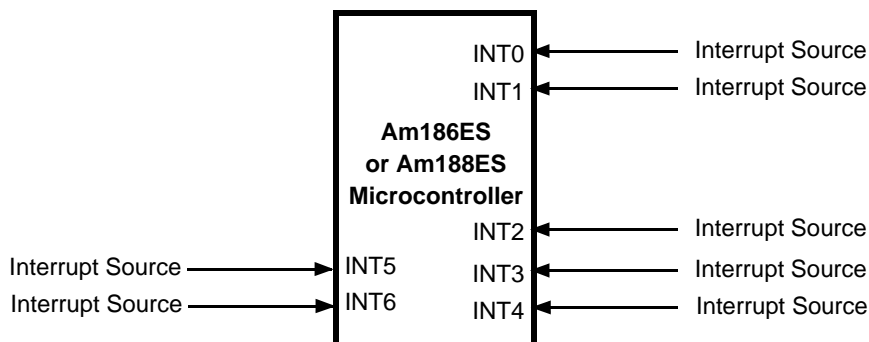 INT0 Interrupt Source
INT1 Interrupt Source
Am186ES
or Am188ES
Microcontroller
INT2 Interrupt Source
Interrupt Source INT5 INT3 Interrupt Source
Interrupt Source INT6 INT4 Interrupt Source